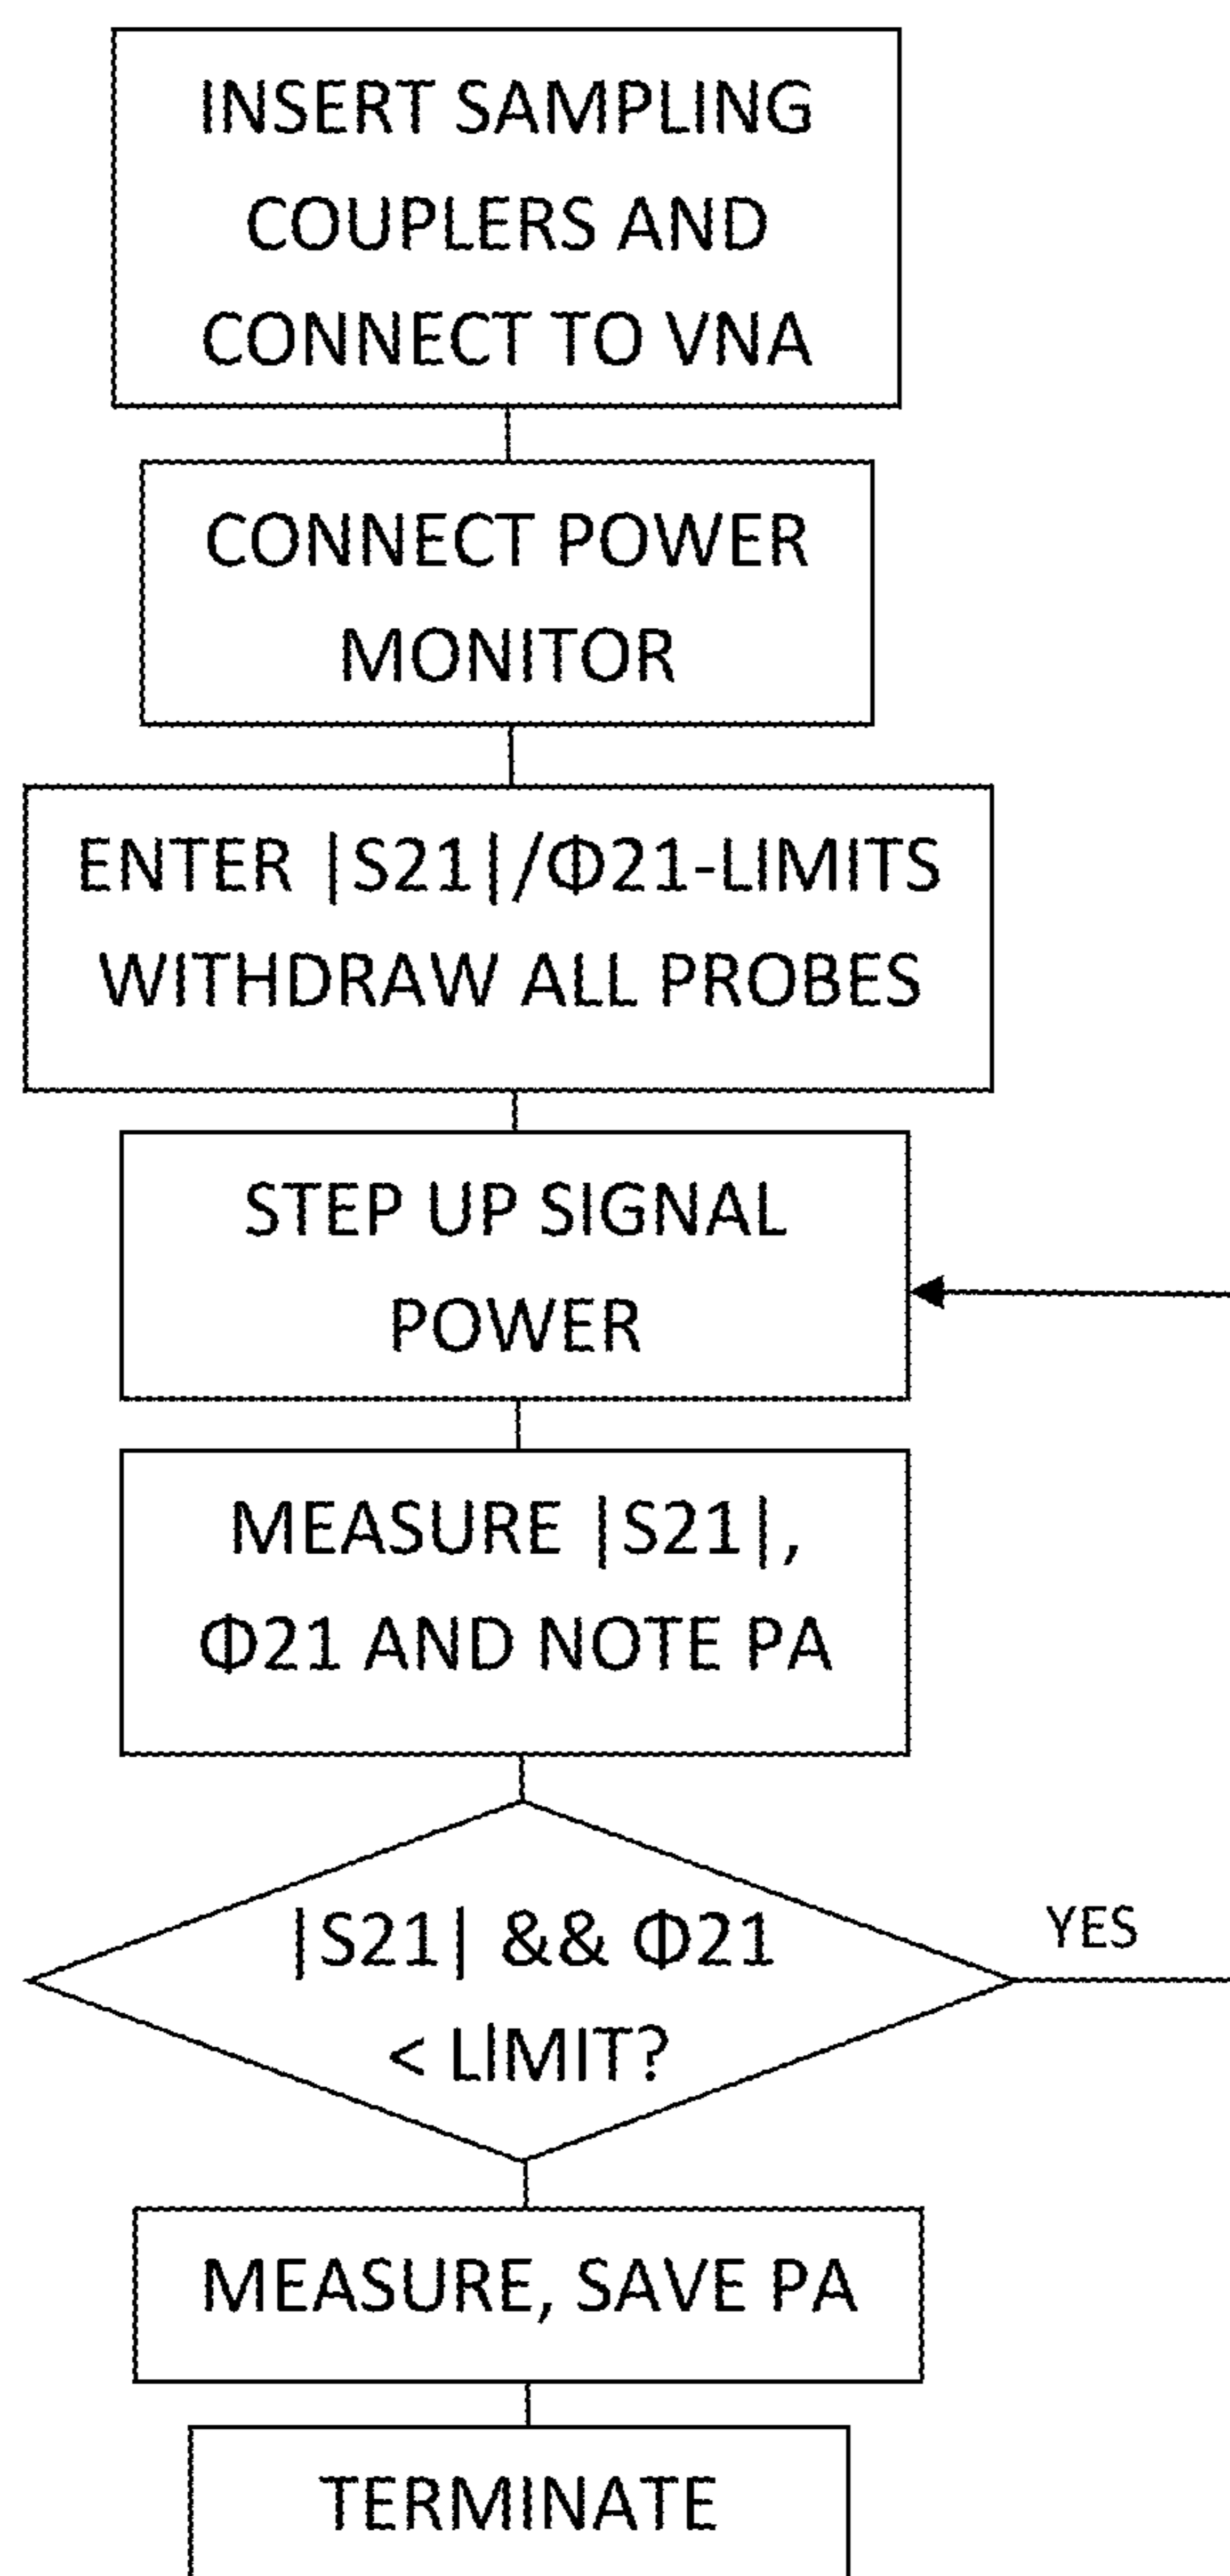 INSERT SAMPLING
COUPLERS AND
CONNECT TO VNA
CONNECT POWER
MONITOR
ENTER |S21|/Φ21-LIMITS
WITHDRAW ALL PROBES
STEP UP SIGNAL
POWER
MEASURE |S21|,
Φ21 AND NOTE PA
|S21| && Φ21
< LIMIT?
YES
MEASURE, SAVE PA
TERMINATE